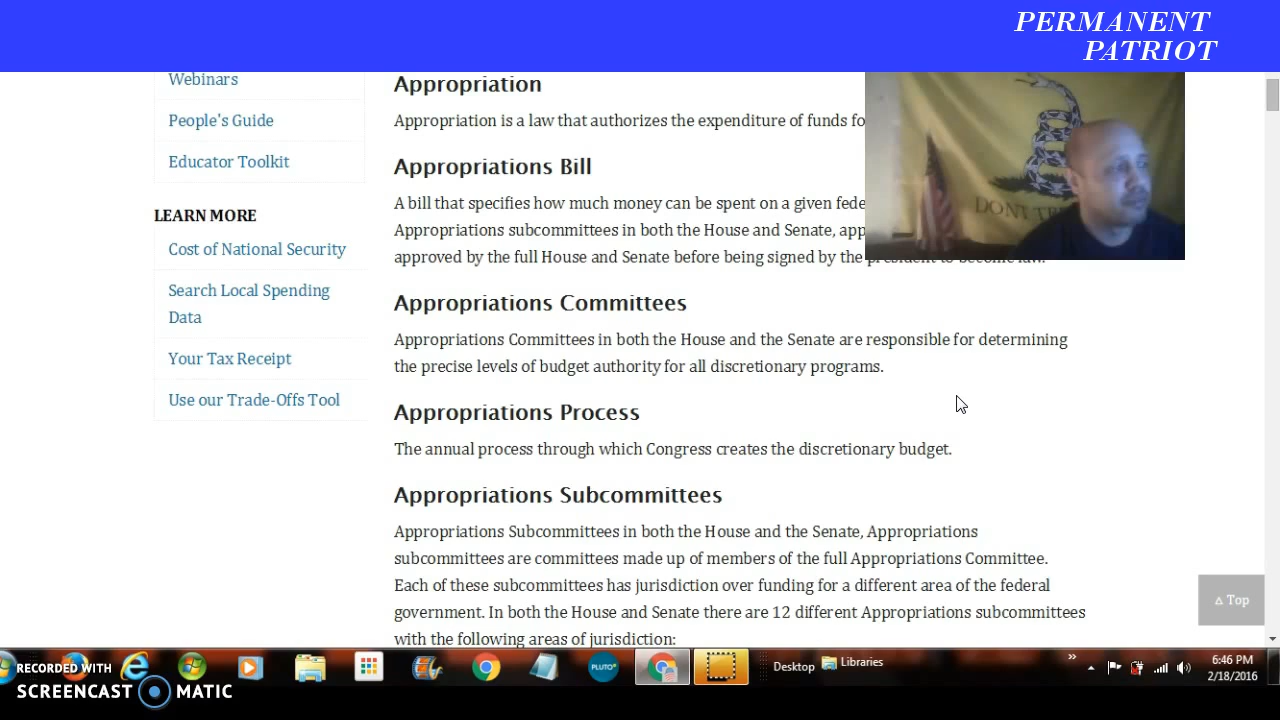 PERMANENT
PATRIOT
Webinars
People's Guide
Educator Toolkit
LEARN MORE
Cost of National Security
Search Local Spending
Data
Your Tax Receipt
Use our Trade-Offs Tool
Appropriation
Appropriation is a law that authorizes the expenditure of funds fo
Appropriations Bill
A bill that specifies how much money can be spent on a given fede
Appropriations subcommittees in both the House and Senate, app
approved by the full House and Senate before being signed by the president to become law.
Appropriations Committees
Appropriations Committees in both the House and the Senate are responsible for determining
the precise levels of budget authority for all discretionary programs.
Appropriations Process
The annual process through which Congress creates the discretionary budget.
Appropriations Subcommittees
Appropriations Subcommittees in both the House and the Senate, Appropriations
subcommittees are committees made up of members of the full Appropriations Committee.
Each of these subcommittees has jurisdiction over funding for a different area of the federal
government. In both the House and Senate there are 12 different Appropriations subcommittees
with the following areas of jurisdiction:
DONT TR
Top
RECORDED WITH
SCREENCAST MATIC
PLUTO
Desktop
Libraries
»
6:46 PM
2/18/2016